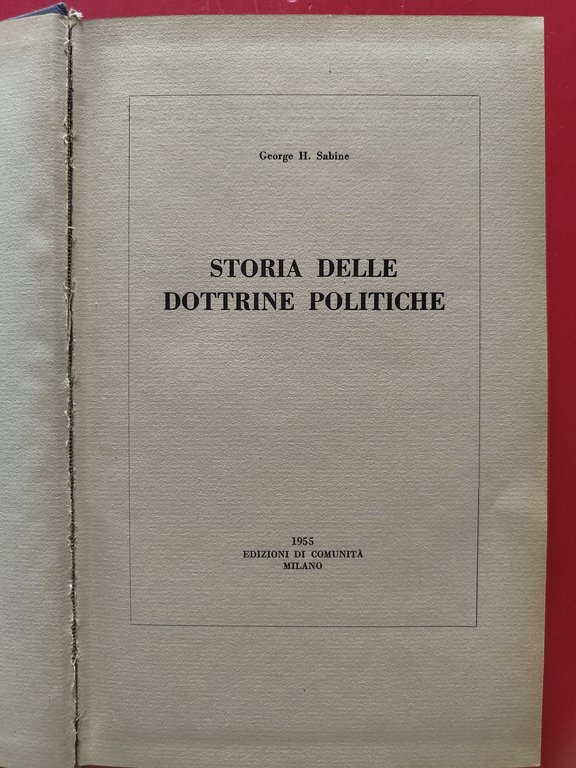 George H. Sabine
STORIA DELLE
DOTTRINE POLITICHE
1955
EDIZIONI DI COMUNITÀ
MILANO